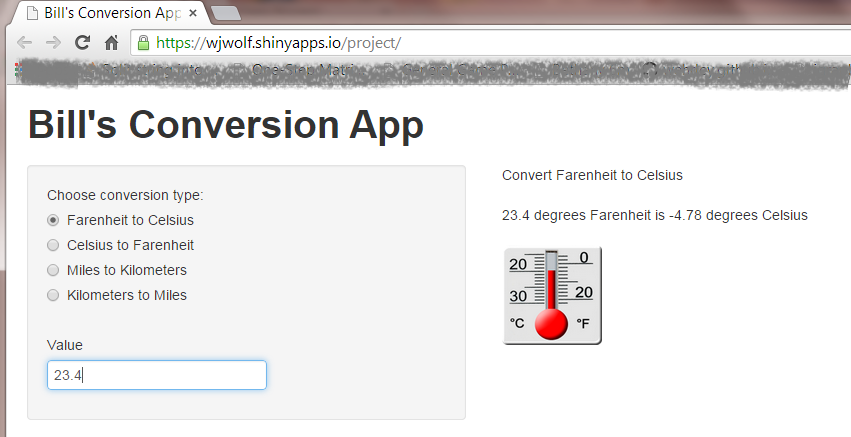 Bill's Conversion App
https://wjwolf.shinyapps.io/project/
Bill's Conversion App
Choose conversion type:
Farenheit to Celsius
Celsius to Farenheit
Miles to Kilometers
Kilometers to Miles
Value
23.4
Convert Farenheit to Celsius
23.4 degrees Farenheit is -4.78 degrees Celsius
20 0
30 20
°C °F